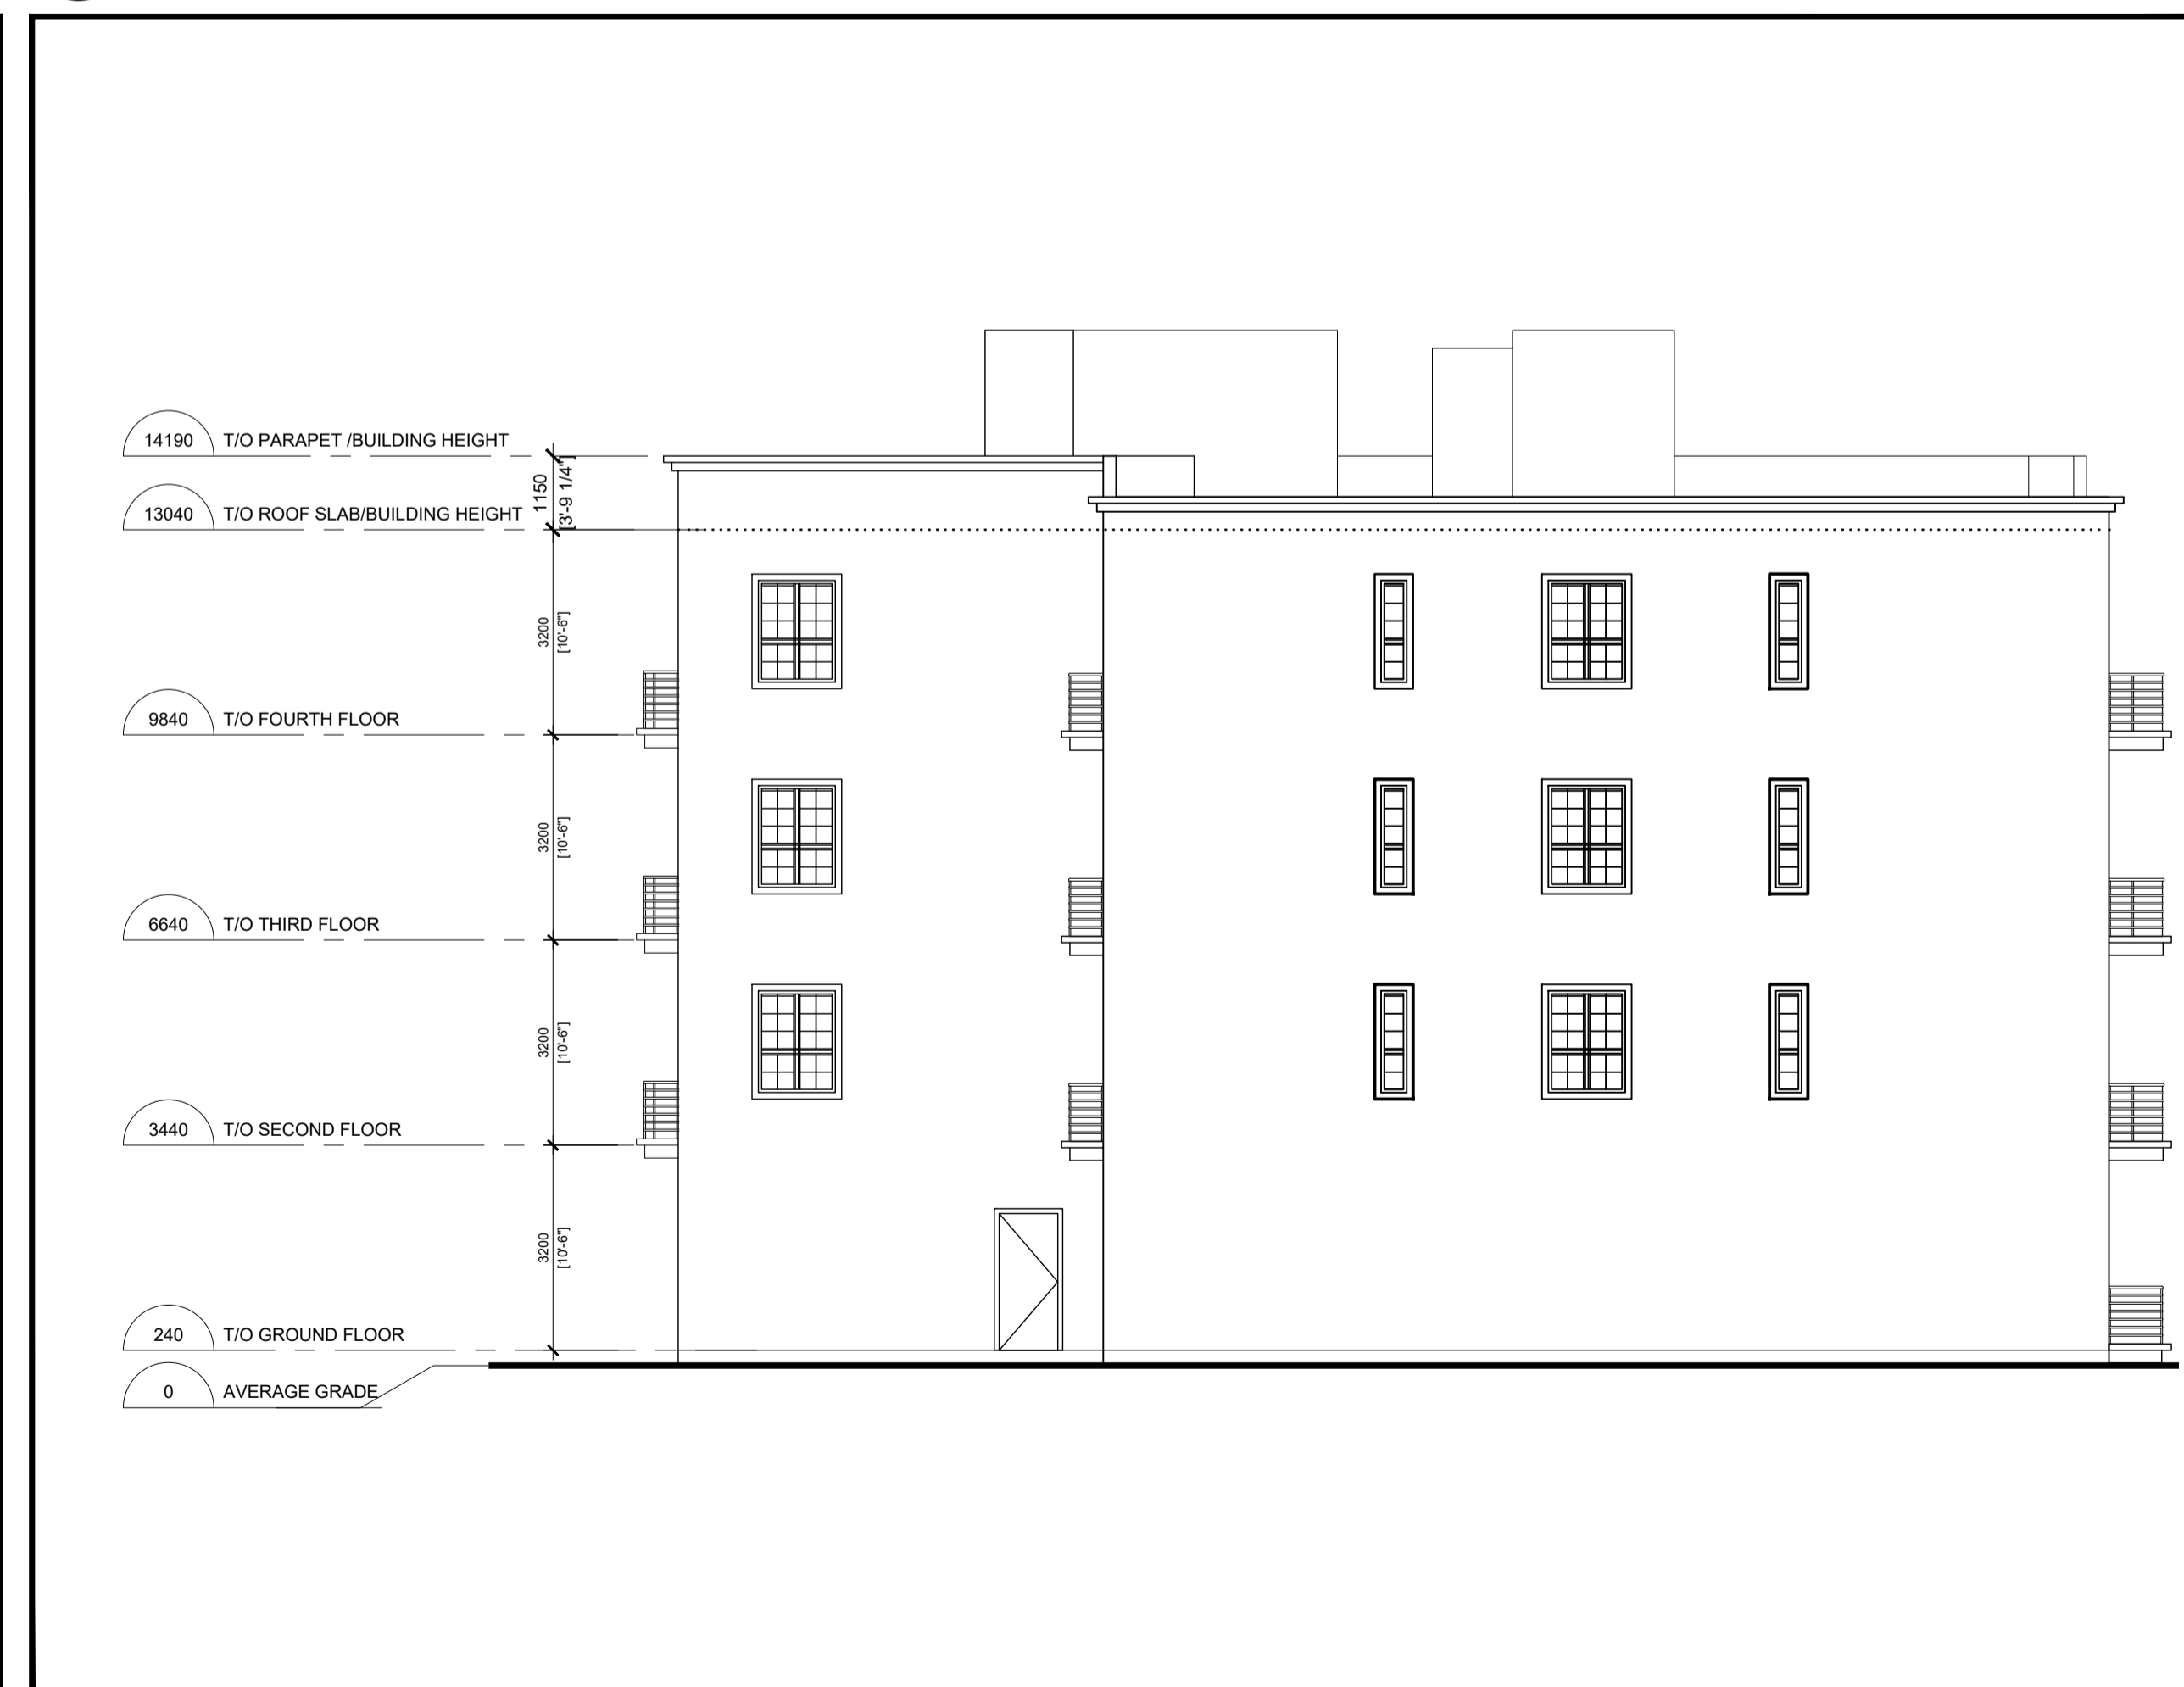 14190 T/O PARAPET /BUILDING HEIGHT
1150
[3'-9 1/4"]
13040 T/O ROOF SLAB/BUILDING HEIGHT
3200
[10'-6"]
9840 T/O FOURTH FLOOR
3200
[10'-6"]
6640 T/O THIRD FLOOR
3200
[10'-6"]
3440 T/O SECOND FLOOR
3200
[10'-6"]
240 T/O GROUND FLOOR
0 AVERAGE GRADE